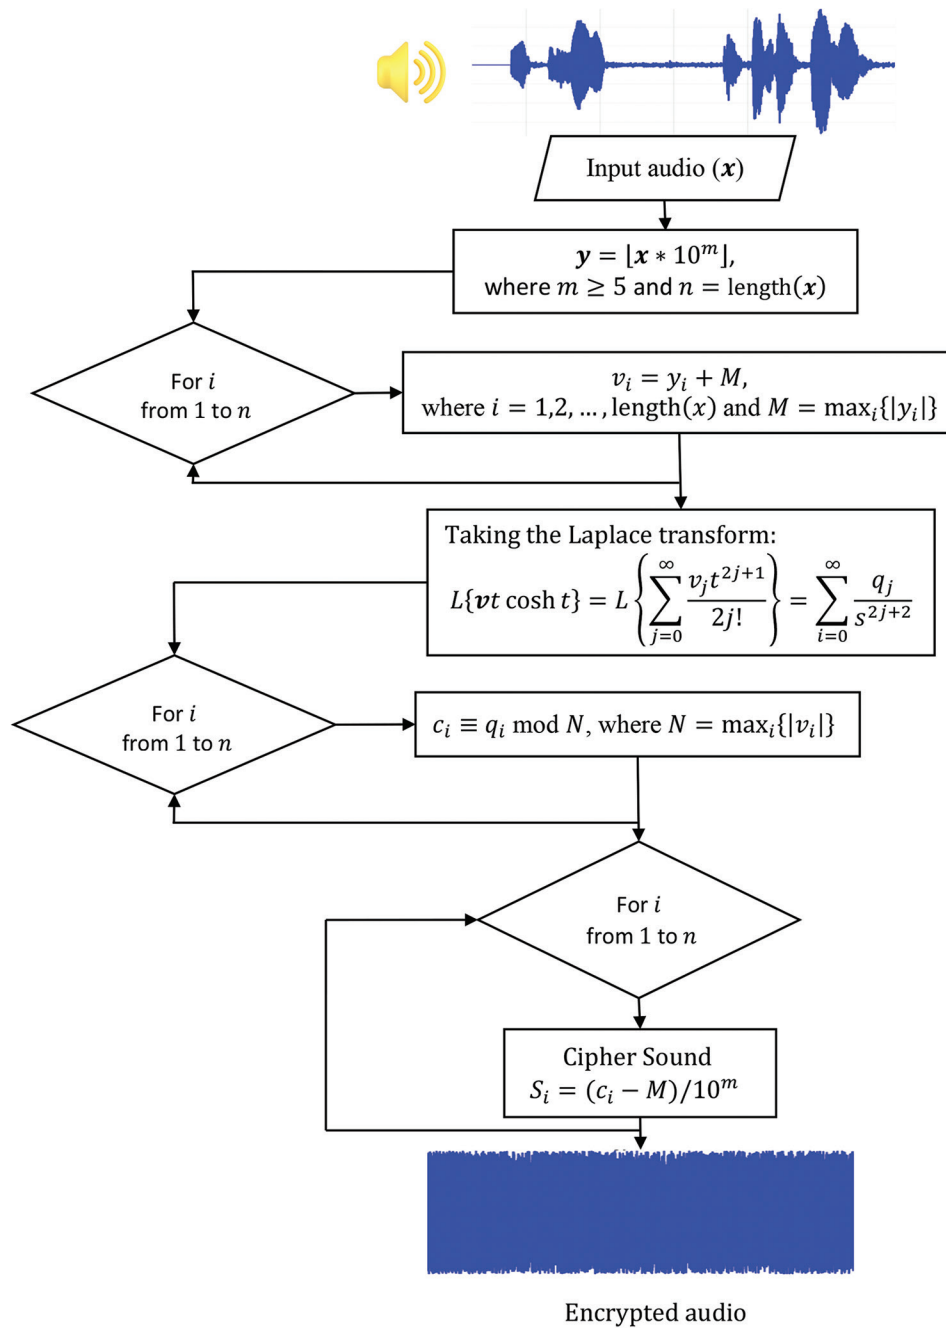 Input audio (x)
y = ⌊x ∗ 10^m⌋,
where m ≥ 5 and n = length(x)
For i
from 1 to n
v_i = y_i + M,
where i = 1,2, …, length(x) and M = max_i{|y_i|}
Taking the Laplace transform:
L{vt cosh t} = L {∑_{j=0}^{∞} v_j t^{2j+1} / 2j!} = ∑_{i=0}^{∞} q_j / s^{2j+2}
For i
from 1 to n
c_i ≡ q_i mod N, where N = max_i{|v_i|}
For i
from 1 to n
Cipher Sound
S_i = (c_i − M)/10^m
Encrypted audio